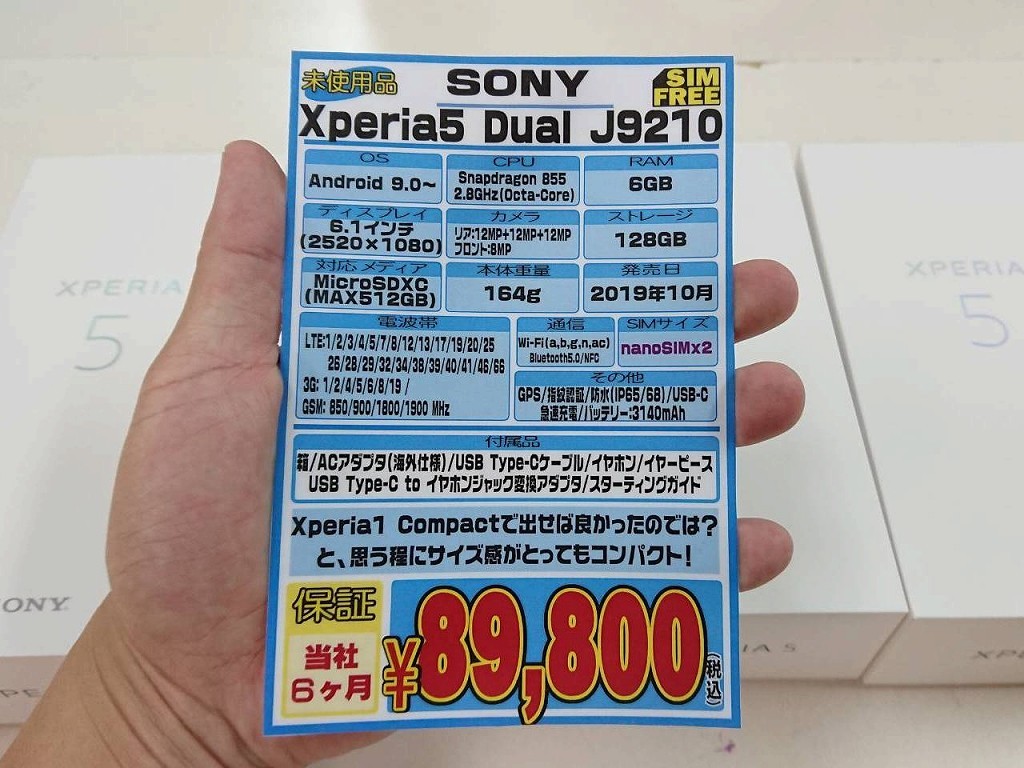 未使用品
SONY
SIM
FREE
Xperia5 Dual J9210
OS
Android 9.0~
CPU
Snapdragon 855
2.8GHz(Octa-Core)
RAM
6GB
ディスプレイ
6.1インチ
(2520×1080)
カメラ
リア:12MP+12MP+12MP
フロント:8MP
ストレージ
128GB
対応メディア
MicroSDXC
(MAX512GB)
本体重量
164g
発売日
2019年10月
電波帯
LTE:1/2/3/4/5/7/8/12/13/17/19/20/25
26/28/29/32/34/38/39/40/41/46/66
3G: 1/2/4/5/6/8/19 /
GSM: 850/900/1800/1900 MHz
通信
Wi-Fi(a,b,g,n,ac)
Bluetooth5.0/NFC
SIMサイズ
nanoSIMx2
その他
GPS/指紋認証/防水(IP65/68)/USB-C
急速充電/バッテリー:3140mAh
付属品
箱/ACアダプタ(海外仕様)/USB Type-Cケーブル/イヤホン/イヤーピース
USB Type-C to イヤホンジャック変換アダプタ/スターティングガイド
Xperia1 Compactで出せば良かったのでは?
と、思う程にサイズ感がとってもコンパクト!
保証
当社
6ヶ月
¥89,800
(税込)
XPERIA
5
XPERIA
5
SONY